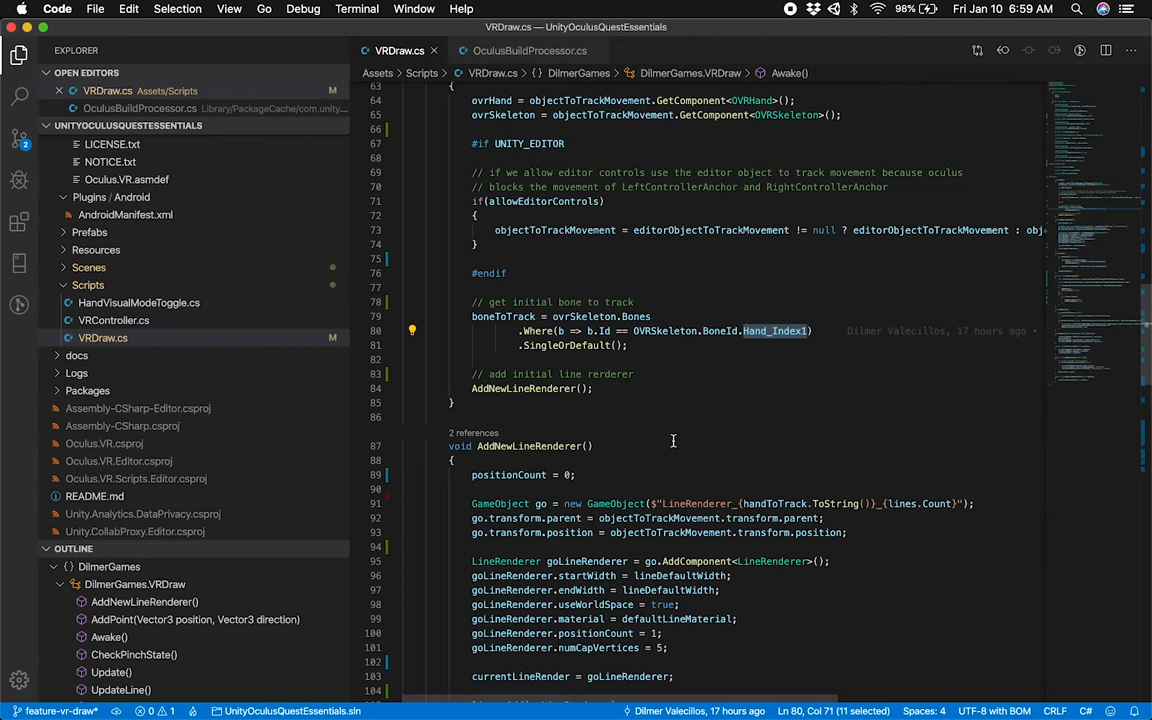 Code File Edit Selection View Go Debug Terminal Window Help 98% Fri Jan 10 6:59 AM
VRDraw.cs — UnityOculusQuestEssentials
EXPLORER
OPEN EDITORS
VRDraw.cs Assets/Scripts M
OculusBuildProcessor.cs Library/PackageCache/com.unity...
UNITYOCULUSQUESTESSENTIALS
LICENSE.txt
NOTICE.txt
Oculus.VR.asmdef
Plugins / Android
AndroidManifest.xml
Prefabs
Resources
Scenes
Scripts
HandVisualModeToggle.cs
VRController.cs
VRDraw.cs M
docs
Logs
Packages
Assembly-CSharp-Editor.csproj
Assembly-CSharp.csproj
Oculus.VR.csproj
Oculus.VR.Editor.csproj
Oculus.VR.Scripts.Editor.csproj
README.md
Unity.Analytics.DataPrivacy.csproj
Unity.CollabProxy.Editor.csproj
OUTLINE
DilmerGames
DilmerGames.VRDraw
AddNewLineRenderer()
AddPoint(Vector3 position, Vector3 direction)
Awake()
CheckPinchState()
Update()
UpdateLine()
2
VRDraw.cs OculusBuildProcessor.cs
Assets > Scripts > VRDraw.cs > {} DilmerGames > DilmerGames.VRDraw > Awake()
63 {
64 ovrHand = objectToTrackMovement.GetComponent<OVRHand>();
65 ovrSkeleton = objectToTrackMovement.GetComponent<OVRSkeleton>();
66
67 #if UNITY_EDITOR
68
69 // if we allow editor controls use the editor object to track movement because oculus
70 // blocks the movement of LeftControllerAnchor and RightControllerAnchor
71 if(allowEditorControls)
72 {
73 objectToTrackMovement = editorObjectToTrackMovement != null ? editorObjectToTrackMovement : obj
74 }
75
76 #endif
77
78 // get initial bone to track
79 boneToTrack = ovrSkeleton.Bones
80 .Where(b => b.Id == OVRSkeleton.BoneId.Hand_Index1) Dilmer Valecillos, 17 hours ago •
81 .SingleOrDefault();
82
83 // add initial line rerderer
84 AddNewLineRenderer();
85 }
86
2 references
87 void AddNewLineRenderer()
88 {
89 positionCount = 0;
90
91 GameObject go = new GameObject($"LineRenderer_{handToTrack.ToString()}_{lines.Count}");
92 go.transform.parent = objectToTrackMovement.transform.parent;
93 go.transform.position = objectToTrackMovement.transform.position;
94
95 LineRenderer goLineRenderer = go.AddComponent<LineRenderer>();
96 goLineRenderer.startWidth = lineDefaultWidth;
97 goLineRenderer.endWidth = lineDefaultWidth;
98 goLineRenderer.useWorldSpace = true;
99 goLineRenderer.material = defaultLineMaterial;
100 goLineRenderer.positionCount = 1;
101 goLineRenderer.numCapVertices = 5;
102
103 currentLineRender = goLineRenderer;
104
feature-vr-draw* 0 1 UnityOculusQuestEssentials.sln Dilmer Valecillos, 17 hours ago Ln 80, Col 71 (11 selected) Spaces: 4 UTF-8 with BOM CRLF C#